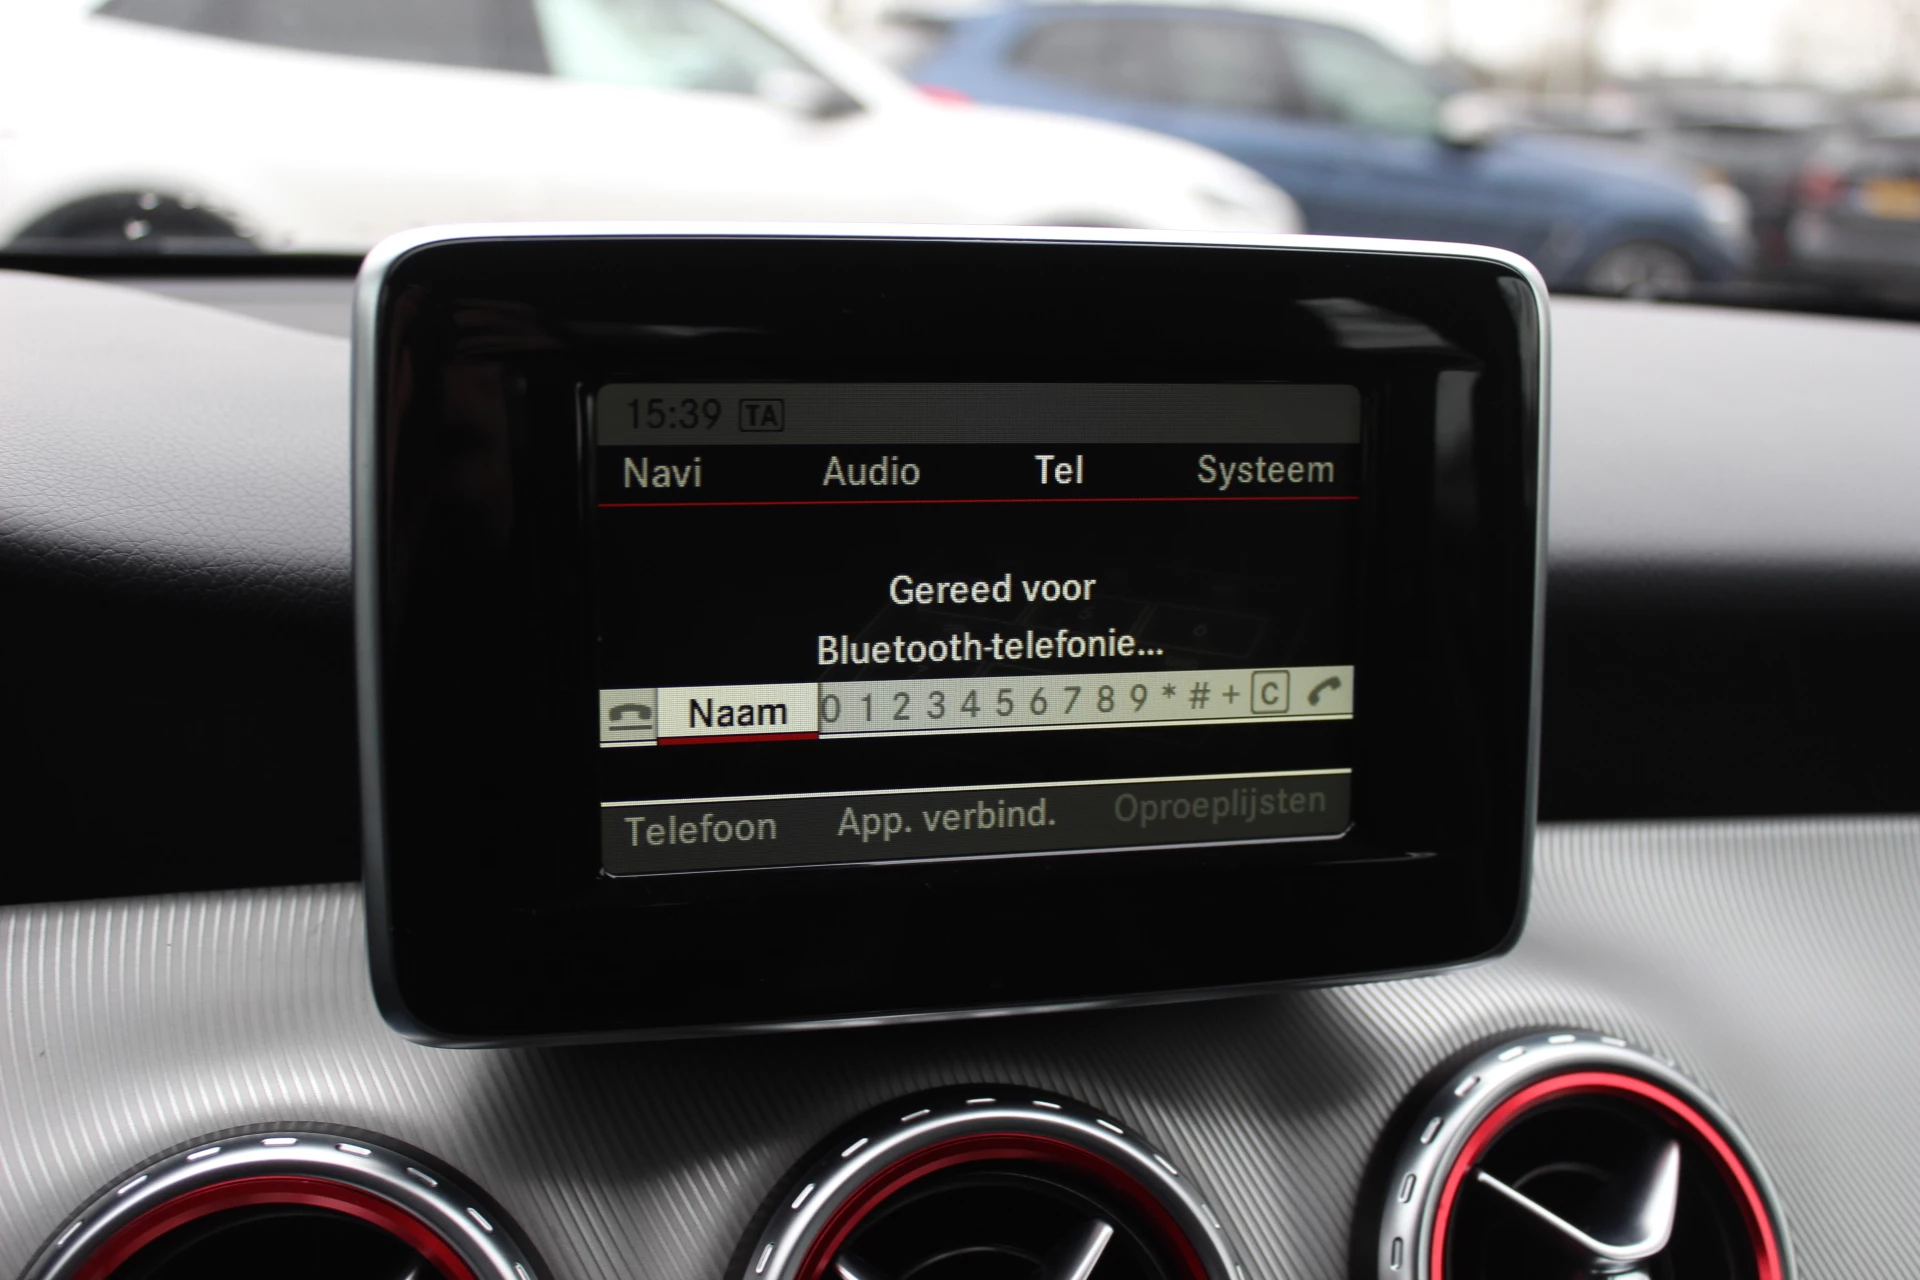 15:39 TA
Navi Audio Tel Systeem
Gereed voor
Bluetooth-telefonie...
Naam 0 1 2 3 4 5 6 7 8 9 * # + C
Telefoon App. verbind. Oproeplijsten